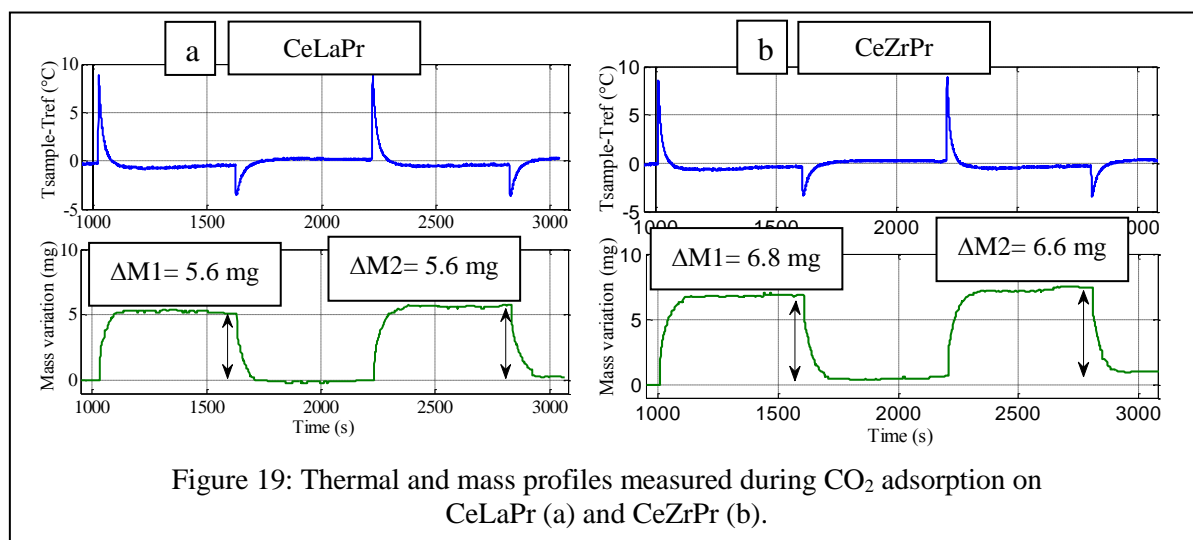 a
CeLaPr
b
CeZrPr
Tsample-Tref (°C)
10
5
0
-5
1000
1500
2000
2500
3000
Tsample-Tref (°C)
10
5
0
-5
1000
1500
2000
2500
3000
ΔM1= 5.6 mg
ΔM2= 5.6 mg
Mass variation (mg)
10
5
0
1000
1500
2000
2500
3000
Time (s)
ΔM1= 6.8 mg
ΔM2= 6.6 mg
Mass variation (mg)
10
5
0
1000
1500
2000
2500
3000
Time (s)
Figure 19: Thermal and mass profiles measured during CO₂ adsorption on
CeLaPr (a) and CeZrPr (b).